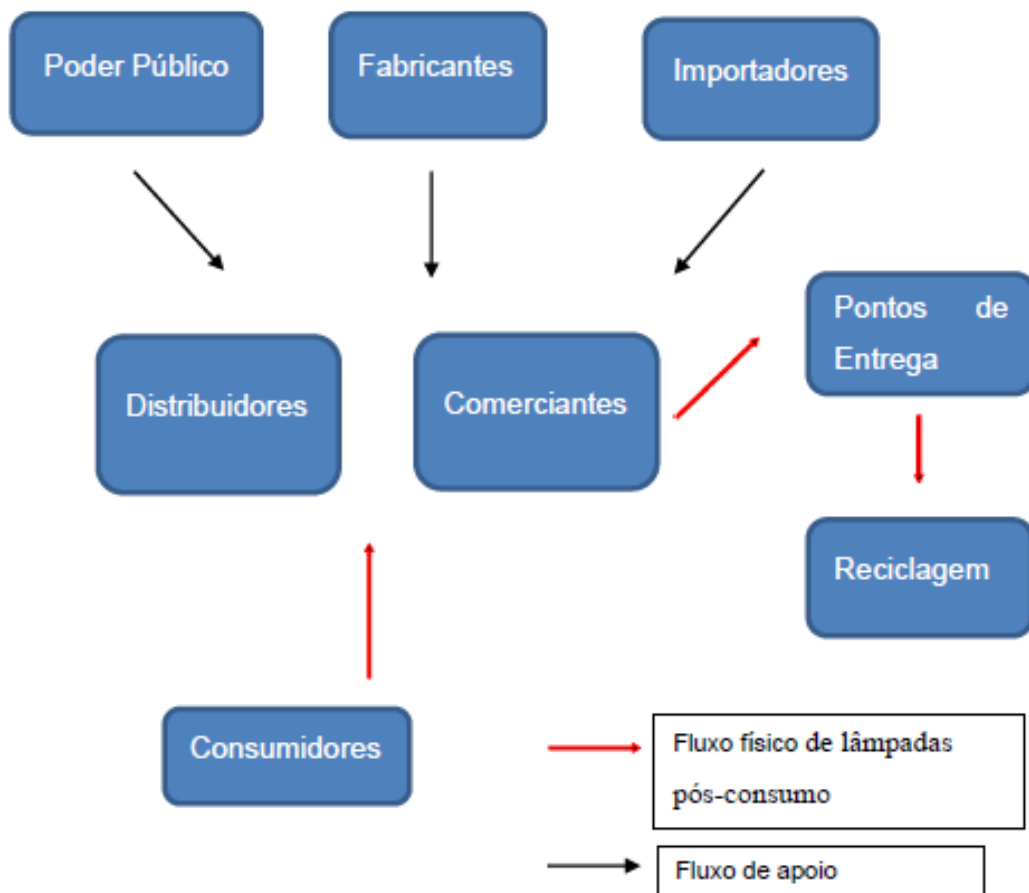 Poder Público
Fabricantes
Importadores
Pontos de
Entrega
Distribuidores
Comerciantes
Reciclagem
Consumidores
Fluxo físico de lâmpadas
pós-consumo
Fluxo de apoio